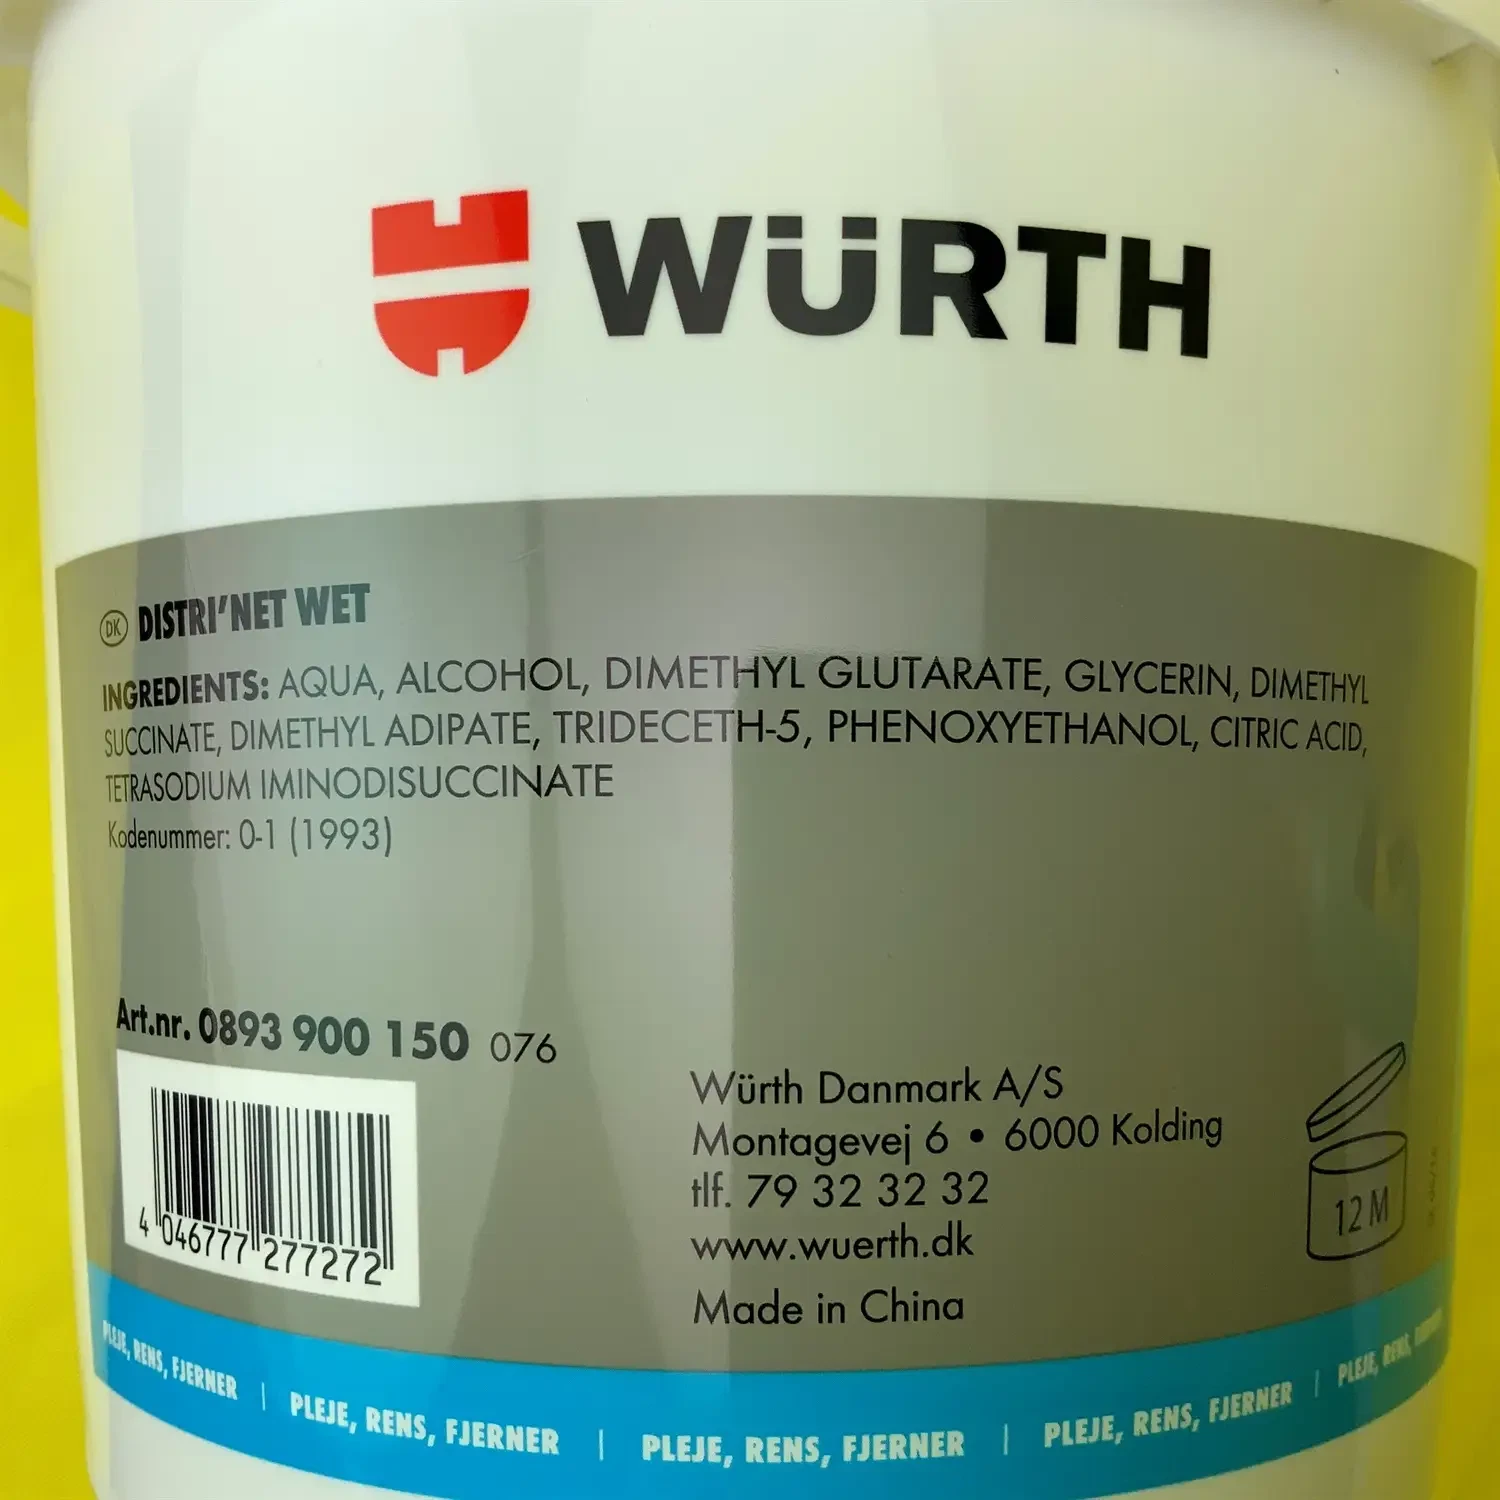 WÜRTH
DK DISTRI'NET WET
INGREDIENTS: AQUA, ALCOHOL, DIMETHYL GLUTARATE, GLYCERIN, DIMETHYL
SUCCINATE, DIMETHYL ADIPATE, TRIDECETH-5, PHENOXYETHANOL, CITRIC ACID,
TETRASODIUM IMINODISUCCINATE
Kodenummer: 0-1 (1993)
Art.nr. 0893 900 150 076
4 046777 277272
Würth Danmark A/S
Montagevej 6 • 6000 Kolding
tlf. 79 32 32 32
www.wuerth.dk
Made in China
12 M
PLEJE, RENS, FJERNER | PLEJE, RENS, FJERNER | PLEJE, RENS, FJERNER | PLEJE, RENS, FJERNER | PLEJE, RENS,